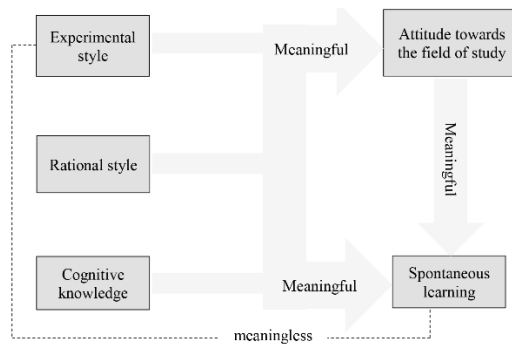 Experimental
style
Meaningful
Attitude towards
the field of study
Rational style
Meaningful
Cognitive
knowledge
Meaningful
Spontaneous
learning
meaningless